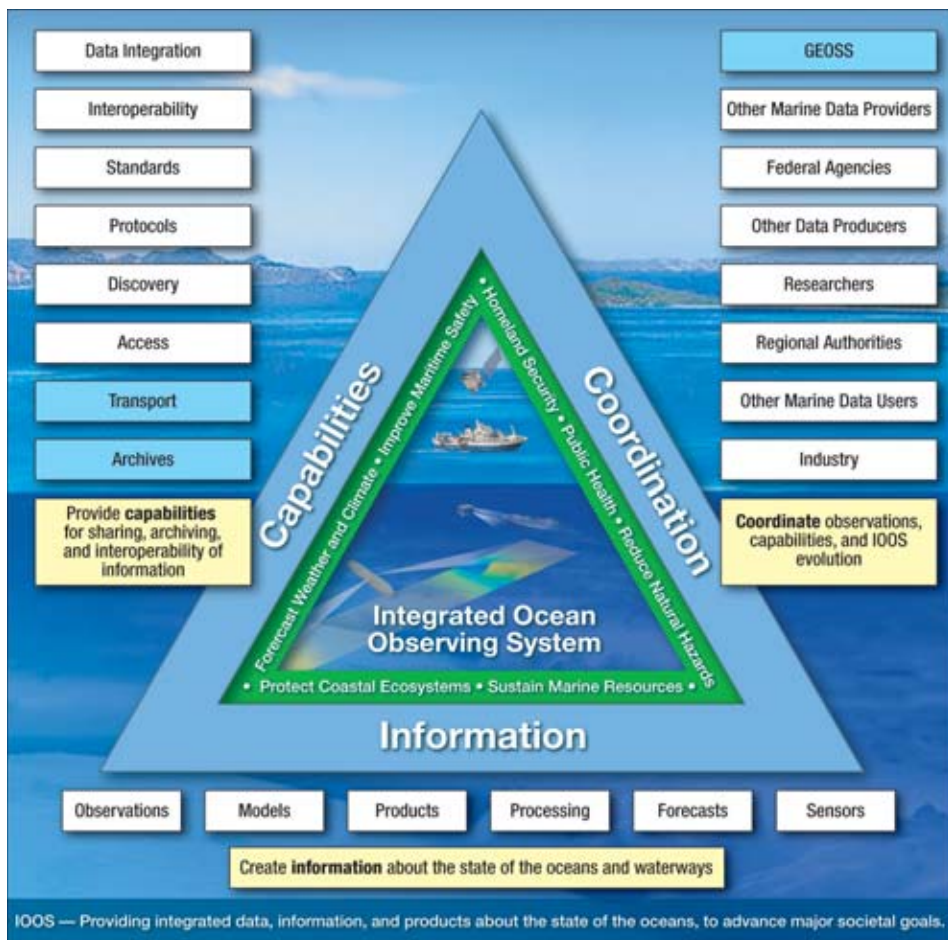 Data Integration
Interoperability
Standards
Protocols
Discovery
Access
Transport
Archives
Provide capabilities
for sharing, archiving,
and interoperability of
information
GEOSS
Other Marine Data Providers
Federal Agencies
Other Data Producers
Researchers
Regional Authorities
Other Marine Data Users
Industry
Coordinate observations,
capabilities, and IOOS
evolution
Capabilities
Coordination
Information
Forercast Weather and Climate • Improve Maritime Safety
• Homeland Security • Public Health • Reduce Natural Hazards
• Protect Coastal Ecosystems • Sustain Marine Resources •
Integrated Ocean
Observing System
Observations
Models
Products
Processing
Forecasts
Sensors
Create information about the state of the oceans and waterways
IOOS — Providing integrated data, information, and products about the state of the oceans, to advance major societal goals.